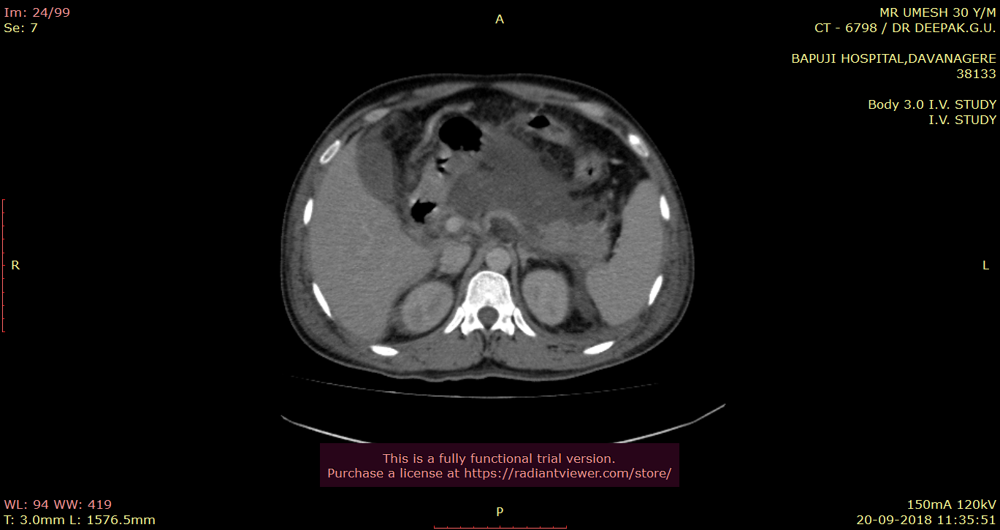 Im: 24/99
Se: 7
A
MR UMESH 30 Y/M
CT - 6798 / DR DEEPAK.G.U.
BAPUJI HOSPITAL,DAVANAGERE
38133
Body 3.0 I.V. STUDY
I.V. STUDY
R
L
This is a fully functional trial version.
Purchase a license at https://radiantviewer.com/store/
WL: 94 WW: 419
T: 3.0mm L: 1576.5mm
P
150mA 120kV
20-09-2018 11:35:51